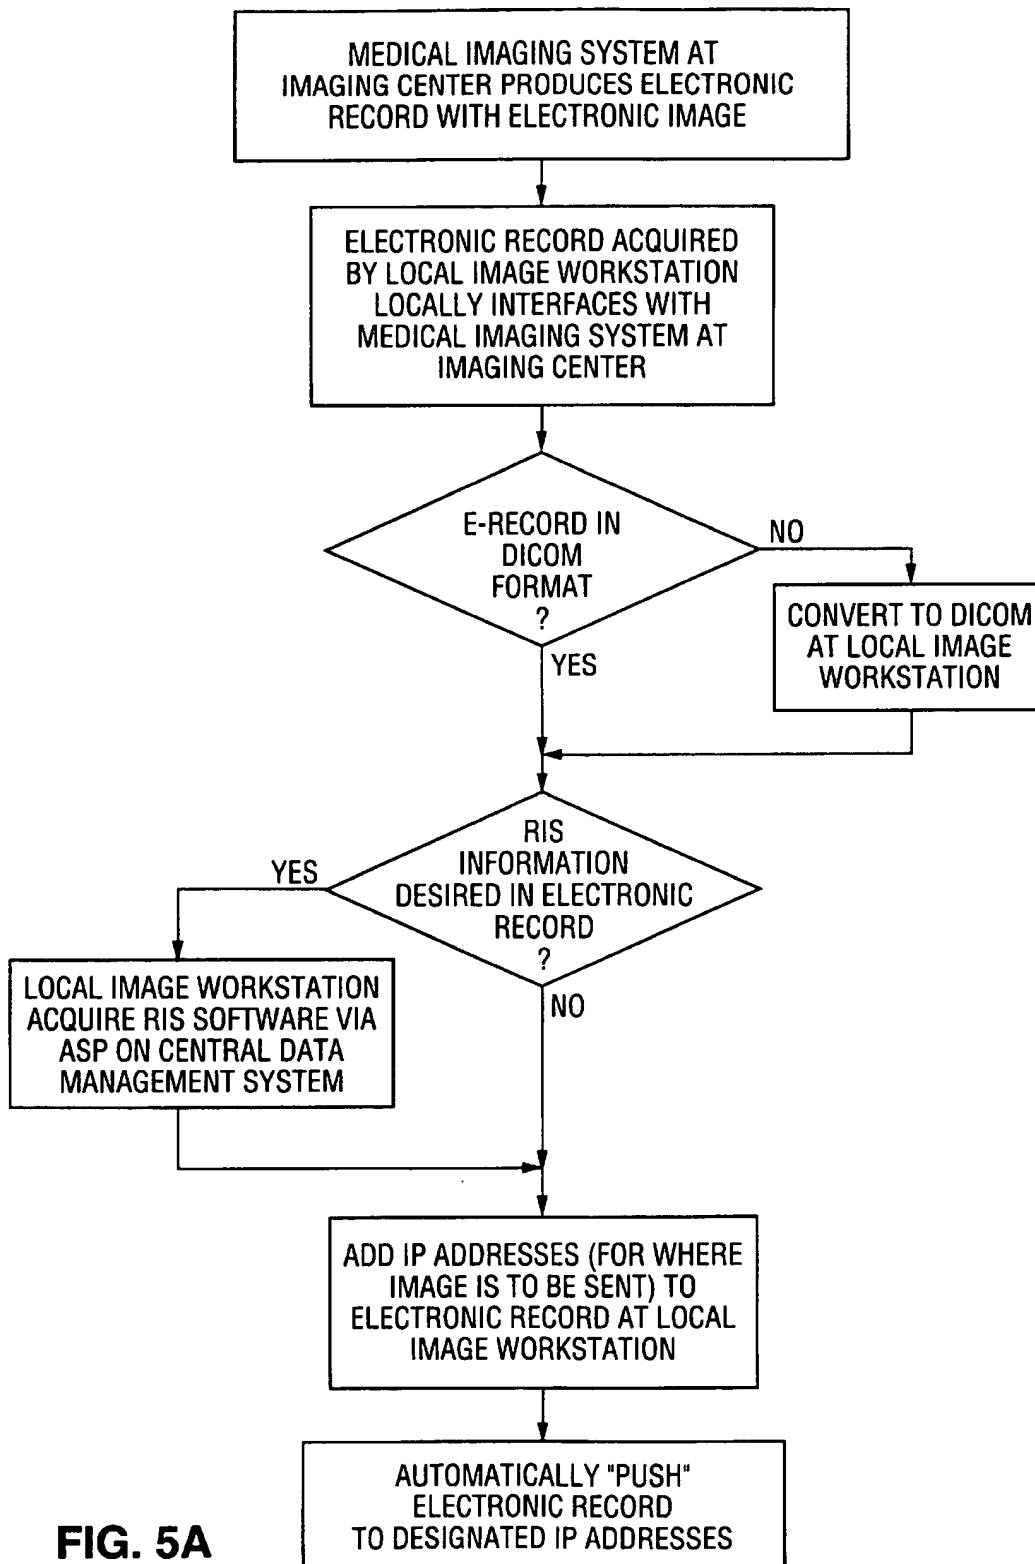 MEDICAL IMAGING SYSTEM AT
IMAGING CENTER PRODUCES ELECTRONIC
RECORD WITH ELECTRONIC IMAGE
ELECTRONIC RECORD ACQUIRED
BY LOCAL IMAGE WORKSTATION
LOCALLY INTERFACES WITH
MEDICAL IMAGING SYSTEM AT
IMAGING CENTER
E-RECORD IN
DICOM
FORMAT
?
NO
CONVERT TO DICOM
AT LOCAL IMAGE
WORKSTATION
YES
RIS
INFORMATION
DESIRED IN ELECTRONIC
RECORD
?
YES
LOCAL IMAGE WORKSTATION
ACQUIRE RIS SOFTWARE VIA
ASP ON CENTRAL DATA
MANAGEMENT SYSTEM
NO
ADD IP ADDRESSES (FOR WHERE
IMAGE IS TO BE SENT) TO
ELECTRONIC RECORD AT LOCAL
IMAGE WORKSTATION
AUTOMATICALLY "PUSH"
ELECTRONIC RECORD
TO DESIGNATED IP ADDRESSES
FIG. 5A